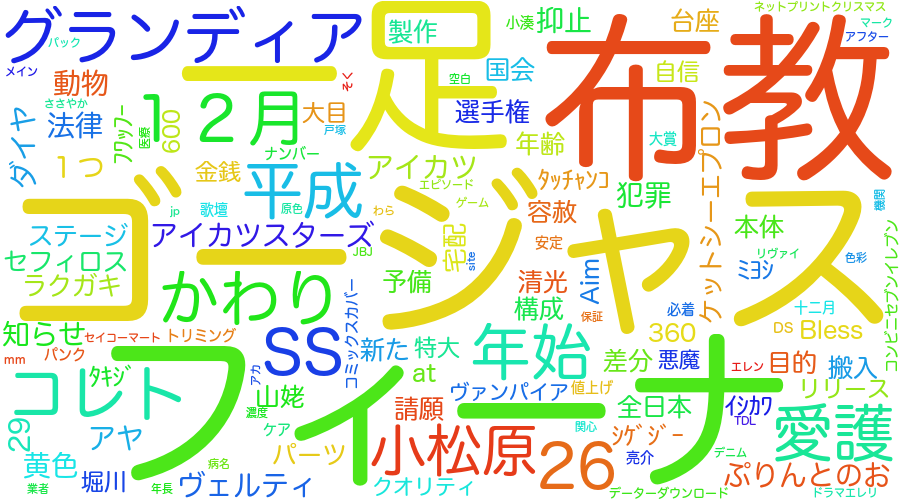 グランディア
足
布教
製作
小湊
抑止
台座
ネットプリントクリスマス
マーク
アフター
バック
メイン
動物
そく
空白
国会
自信
ささやか
12月
大目
選手権
ダイヤ
法律
ﾌﾜｯﾌｰ
医療
600
戸塚
年齢
大賞
ケットシーエプロン
1つ
金銭
ナンバー
アイカツ
ﾀｯﾁｬﾝｺ
平成
エピソード
犯罪
機関
jp
歌壇
原色
わら
ゲーム
容赦
本体
ゴージャス
ステージ
アイカツスターズ
JBJ
宅配
site
安定
リヴァイ
セフィロス
ラクガキ
かわり
予備
清光
Aim
ﾐﾖｼ
色彩
コンビニセブンイレブン
構成
必着
十二月
知らせ
セイコーマート
トリミング
コミックスカバー
保証
360
DS
Bless
mm
パンク
SS
新た
特大
年始
差分
悪魔
エレン
目的
搬入
コレト
ﾀｷｼﾞ
アカ
at
フィーナ
山姥
ヴァンパイア
値上げ
リリース
濃度
請願
全日本
ｲｼｶﾜ
TDL
愛護
29
アヤ
ケア
関心
ｼｹﾞｼﾞｰ
黄色
病名
パーツ
小松原
26
亮介
デニム
ぷりんとのお
業者
堀川
年長
ヴェルティ
クオリティ
データーダウンロード
ドラマエレリ